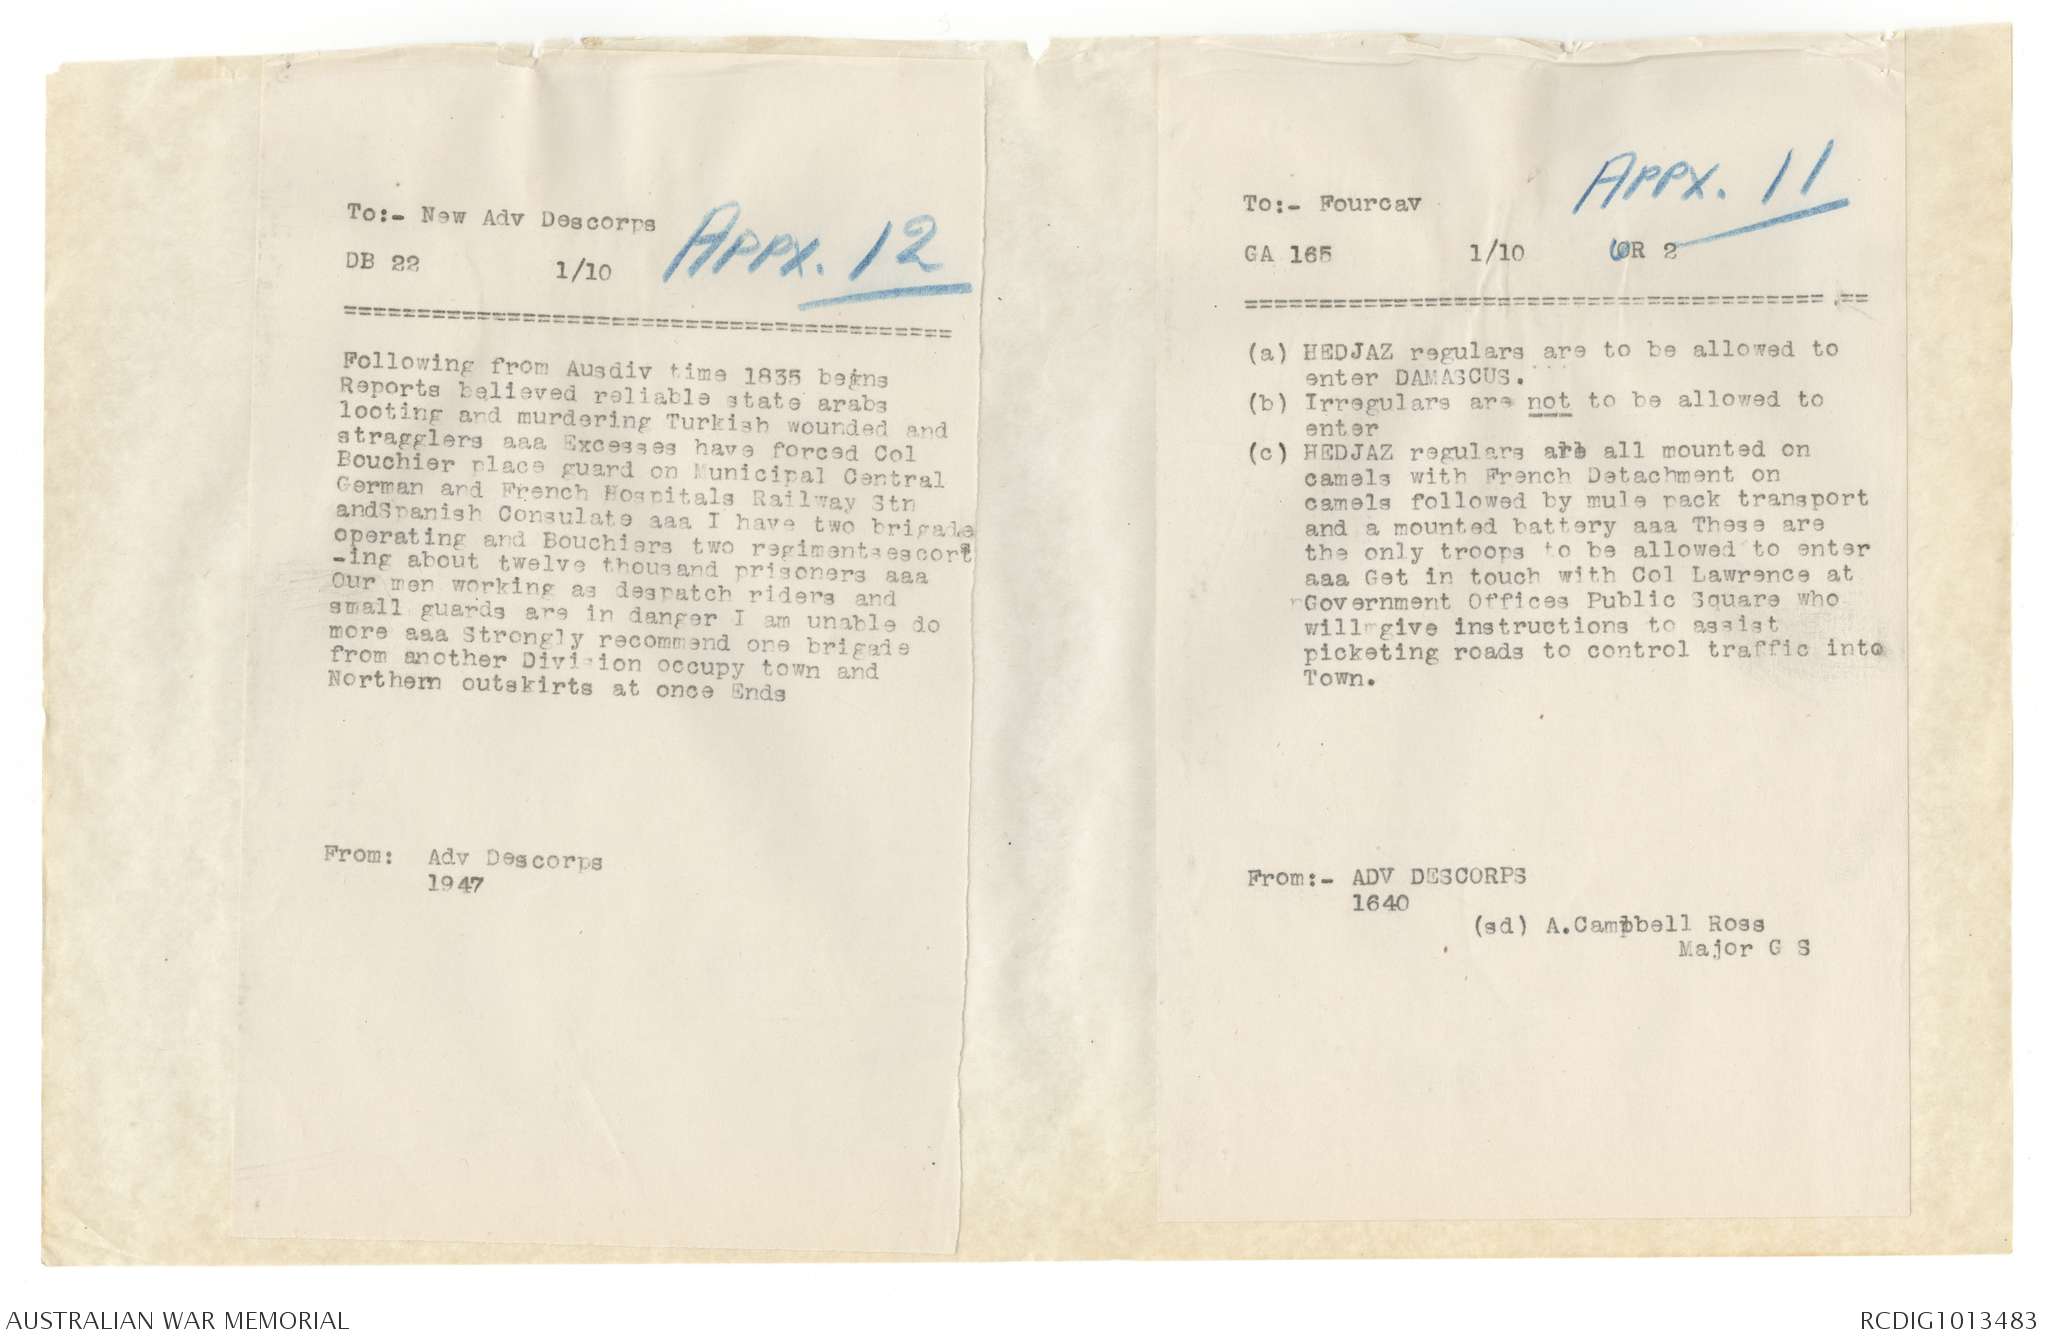 To:- New Adv Descorps
APPX. 12
DB 22 1/10
=========================================
Following from Ausdiv time 1835 begins
Reports believed reliable state arabs
looting and murdering Turkish wounded and
stragglers aaa Excesses have forced Col
Bouchier place guard on Municipal Central
German and French Hospitals Railway Stn
andSpanish Consulate aaa I have two brigade
operating and Bouchiers two regimentsescort
-ing about twelve thousand prisoners aaa
Our men working as despatch riders and
small guards are in danger I am unable do
more aaa Strongly recommend one brigade
from another Division occupy town and
Northern outskirts at once Ends
From: Adv Descorps
1947
APPX. 11
To:- Fourcav
GA 165 1/10 OR 2
========================================= ==
(a) HEDJAZ regulars are to be allowed to
enter DAMASCUS.
(b) Irregulars are not to be allowed to
enter
(c) HEDJAZ regulars are all mounted on
camels with French Detachment on
camels followed by mule pack transport
and a mounted battery aaa These are
the only troops to be allowed to enter
aaa Get in touch with Col Lawrence at
Government Offices Public Square who
will give instructions to assist
picketing roads to control traffic into
Town.
From:- ADV DESCORPS
1640
(sd) A.Campbell Ross
Major G S
AUSTRALIAN WAR MEMORIAL
RCDIG1013483